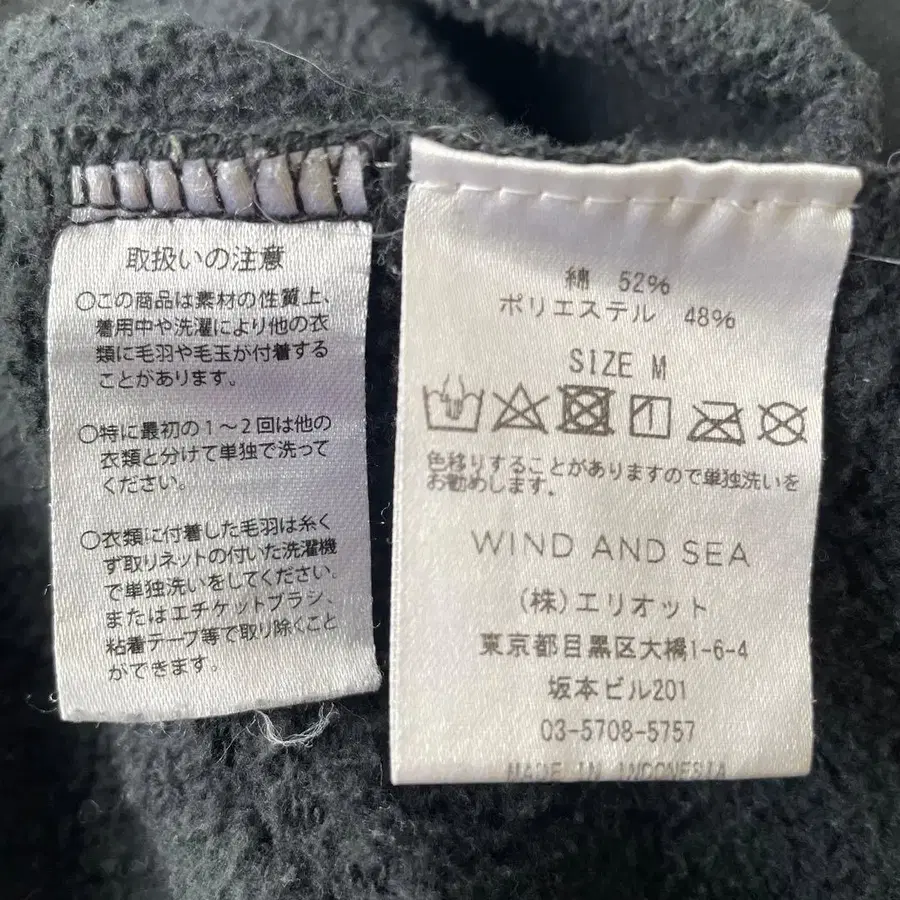 取扱いの注意
○この商品は素材の性質上、
着用中や洗濯により他の衣
類に毛羽や毛玉が付着する
ことがあります。
○特に最初の1～2回は他の
衣類と分けて単独で洗って
ください。
○衣類に付着した毛羽は糸く
ず取りネットの付いた洗濯機
で単独洗いをしてください。
またはエチケットブラシ、
粘着テープ等で取り除くこと
ができます。
綿 52%
ポリエステル 48%
SIZE M
色移りすることがありますので単独洗いを
お勧めします。
WIND AND SEA
(株)エリオット
東京都目黒区大橋1-6-4
坂本ビル201
03-5708-5757
MADE IN INDONESIA